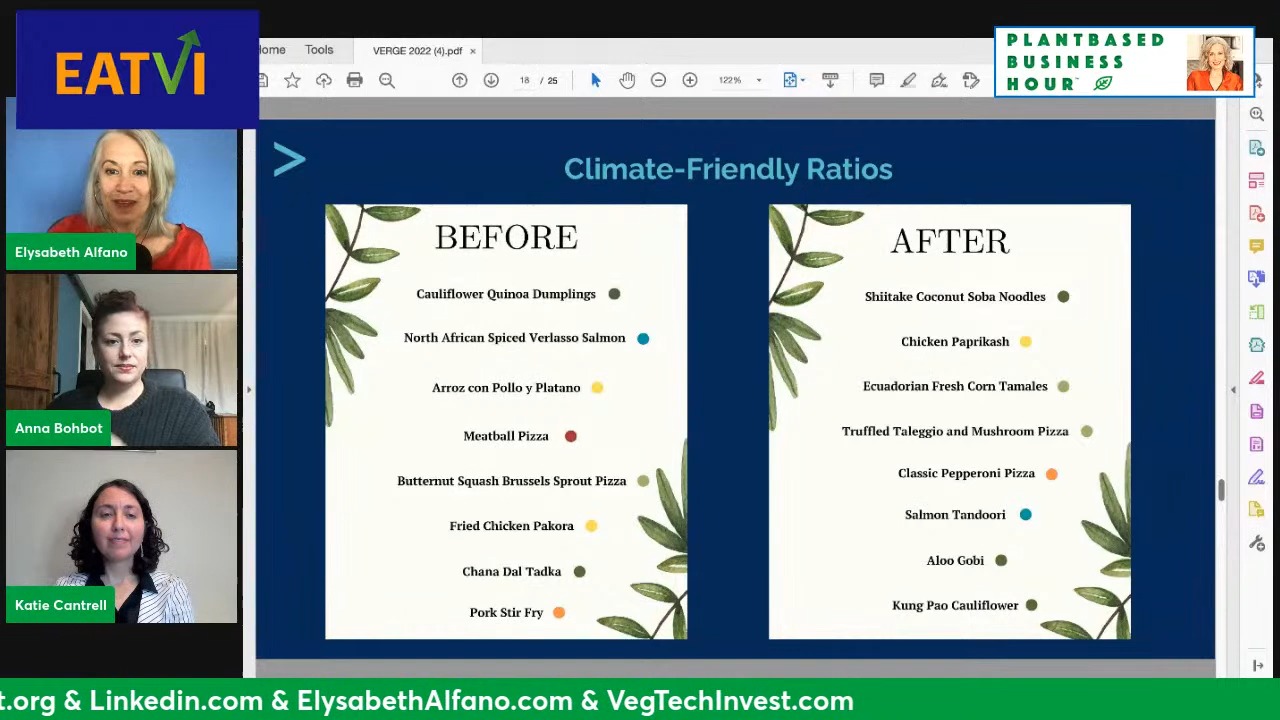 EATVI
Home
Tools
VERGE 2022 (4).pdf
18 / 25
122%
PLANTBASED
BUSINESS
HOUR
Elysabeth Alfano
Anna Bohbot
Katie Cantrell
>
Climate-Friendly Ratios
BEFORE
Cauliflower Quinoa Dumplings
North African Spiced Verlasso Salmon
Arroz con Pollo y Platano
Meatball Pizza
Butternut Squash Brussels Sprout Pizza
Fried Chicken Pakora
Chana Dal Tadka
Pork Stir Fry
AFTER
Shiitake Coconut Soba Noodles
Chicken Paprikash
Ecuadorian Fresh Corn Tamales
Truffled Taleggio and Mushroom Pizza
Classic Pepperoni Pizza
Salmon Tandoori
Aloo Gobi
Kung Pao Cauliflower
t.org & Linkedin.com & ElysabethAlfano.com & VegTechInvest.com